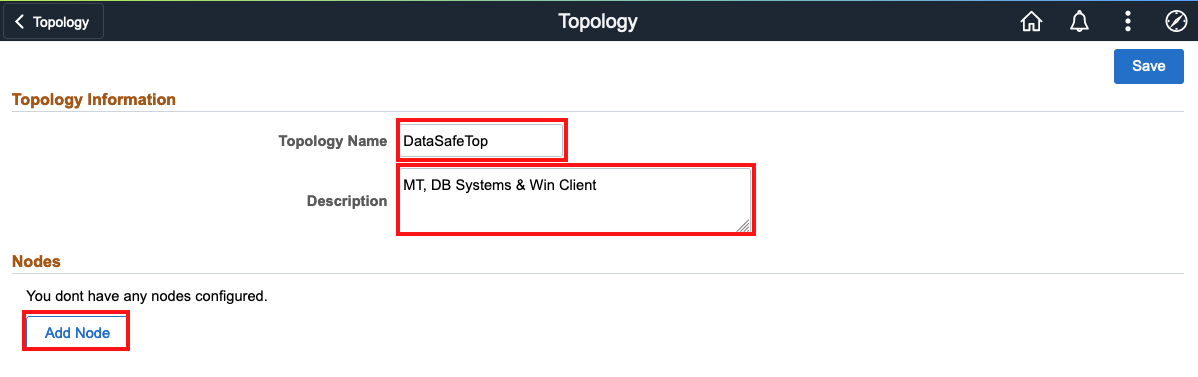 Topology
Topology
Save
Topology Information
Topology Name
DataSafeTop
Description
MT, DB Systems & Win Client
Nodes
You dont have any nodes configured.
Add Node